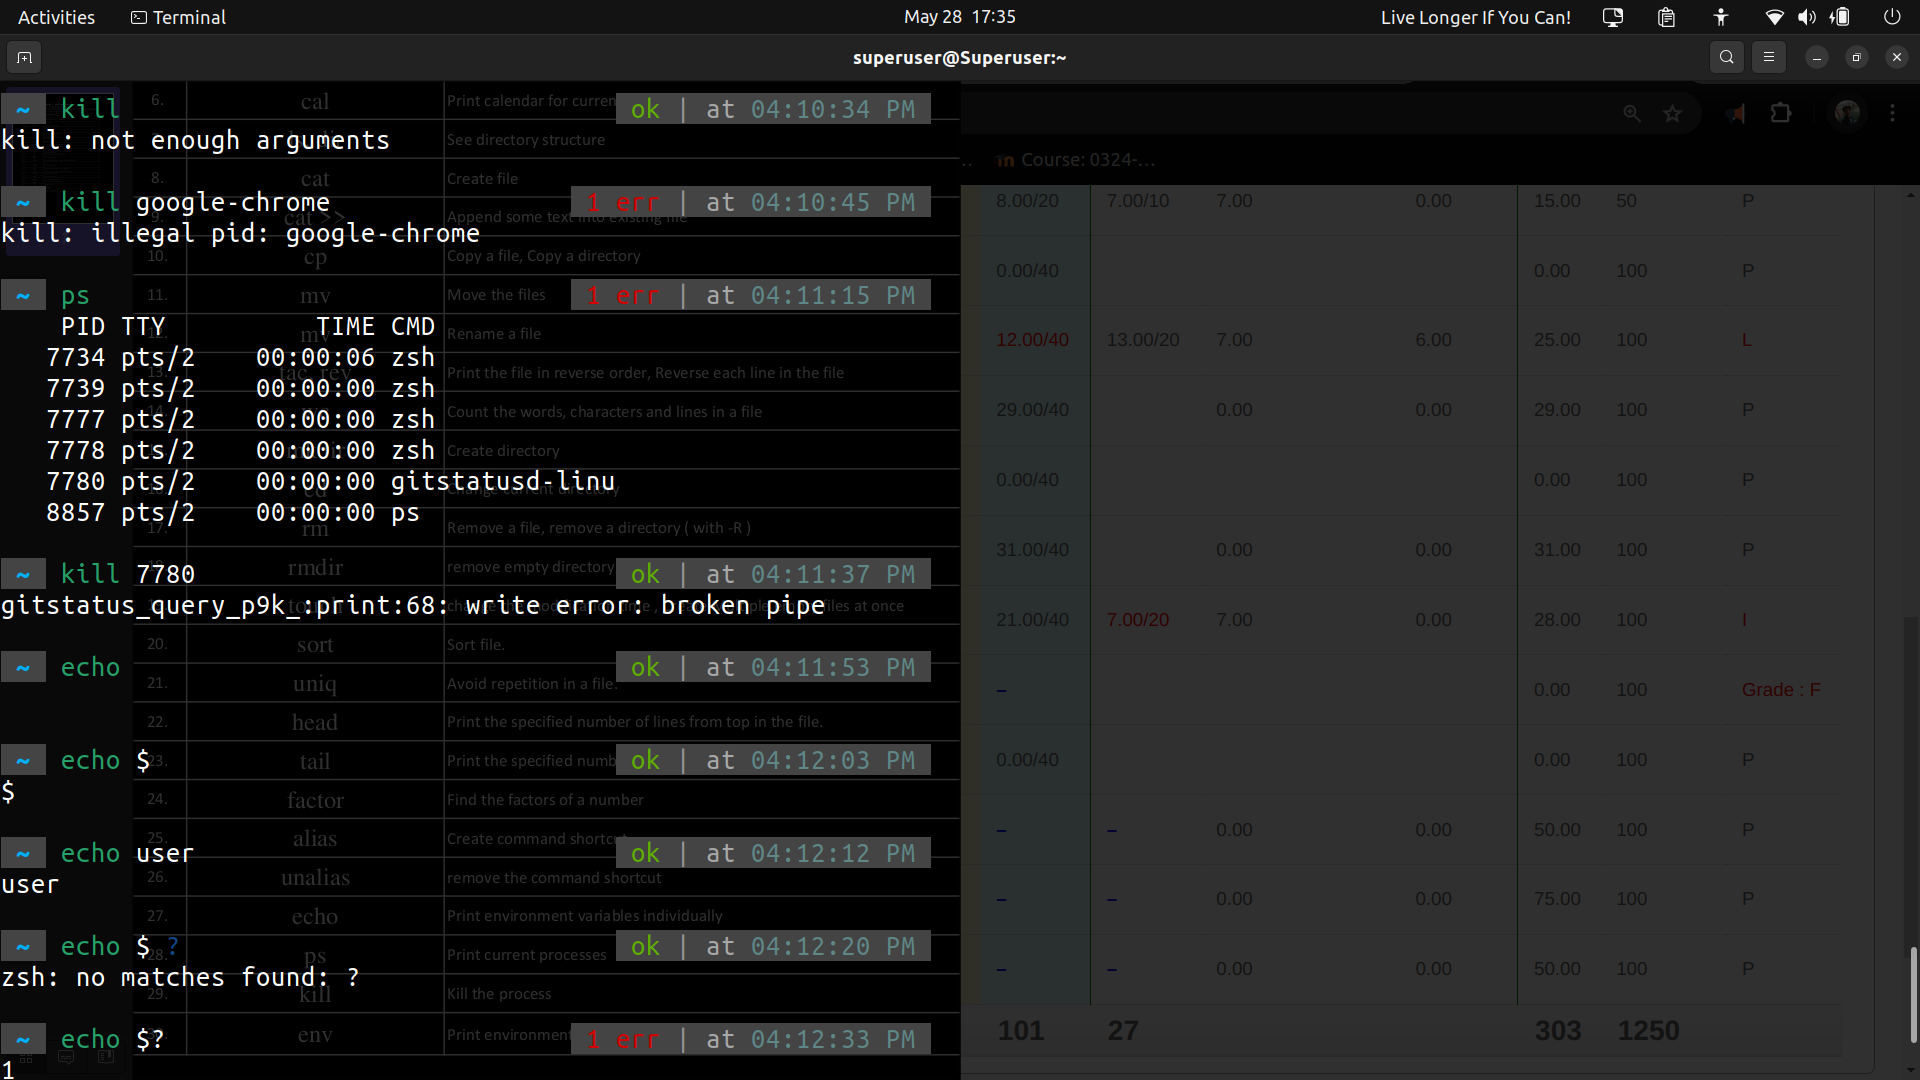 Activities Terminal May 28 17:35 Live Longer If You Can!
superuser@Superuser:~
~ kill ok | at 04:10:34 PM
kill: not enough arguments
~ kill google-chrome 1 err | at 04:10:45 PM
kill: illegal pid: google-chrome
~ ps 1 err | at 04:11:15 PM
PID TTY TIME CMD
7734 pts/2 00:00:06 zsh
7739 pts/2 00:00:00 zsh
7777 pts/2 00:00:00 zsh
7778 pts/2 00:00:00 zsh
7780 pts/2 00:00:00 gitstatusd-linu
8857 pts/2 00:00:00 ps
~ kill 7780 ok | at 04:11:37 PM
gitstatus_query_p9k_:print:68: write error: broken pipe
~ echo ok | at 04:11:53 PM
~ echo $ ok | at 04:12:03 PM
$
~ echo user ok | at 04:12:12 PM
user
~ echo $ ? ok | at 04:12:20 PM
zsh: no matches found: ?
~ echo $? 1 err | at 04:12:33 PM
1
6. cal Print calendar for curren
See directory structure
8. cat Create file
9. cat >> Append some text into existing file
10. cp Copy a file, Copy a directory
11. mv Move the files
12. mv Rename a file
13. tac, rev Print the file in reverse order, Reverse each line in the file
14. Count the words, characters and lines in a file
Create directory
cd Change current directory
17. rm Remove a file, remove a directory ( with -R )
rmdir remove empty directory
touch files at once
20. sort Sort file.
21. uniq Avoid repetition in a file.
22. head Print the specified number of lines from top in the file.
23. tail Print the specified numb
24. factor Find the factors of a number
25. alias Create command shortcut
26. unalias remove the command shortcut
27. echo Print environment variables individually
28. ps Print current processes
29. kill Kill the process
env Print environment
.. Course: 0324-...
8.00/20 7.00/10 7.00 0.00 15.00 50 P
0.00/40 0.00 100 P
12.00/40 13.00/20 7.00 6.00 25.00 100 L
29.00/40 0.00 0.00 29.00 100 P
0.00/40 0.00 100 P
31.00/40 0.00 0.00 31.00 100 P
21.00/40 7.00/20 7.00 0.00 28.00 100 I
– 0.00 100 Grade : F
0.00/40 0.00 100 P
– – 0.00 0.00 50.00 100 P
– – 0.00 0.00 75.00 100 P
– – 0.00 0.00 50.00 100 P
101 27 303 1250